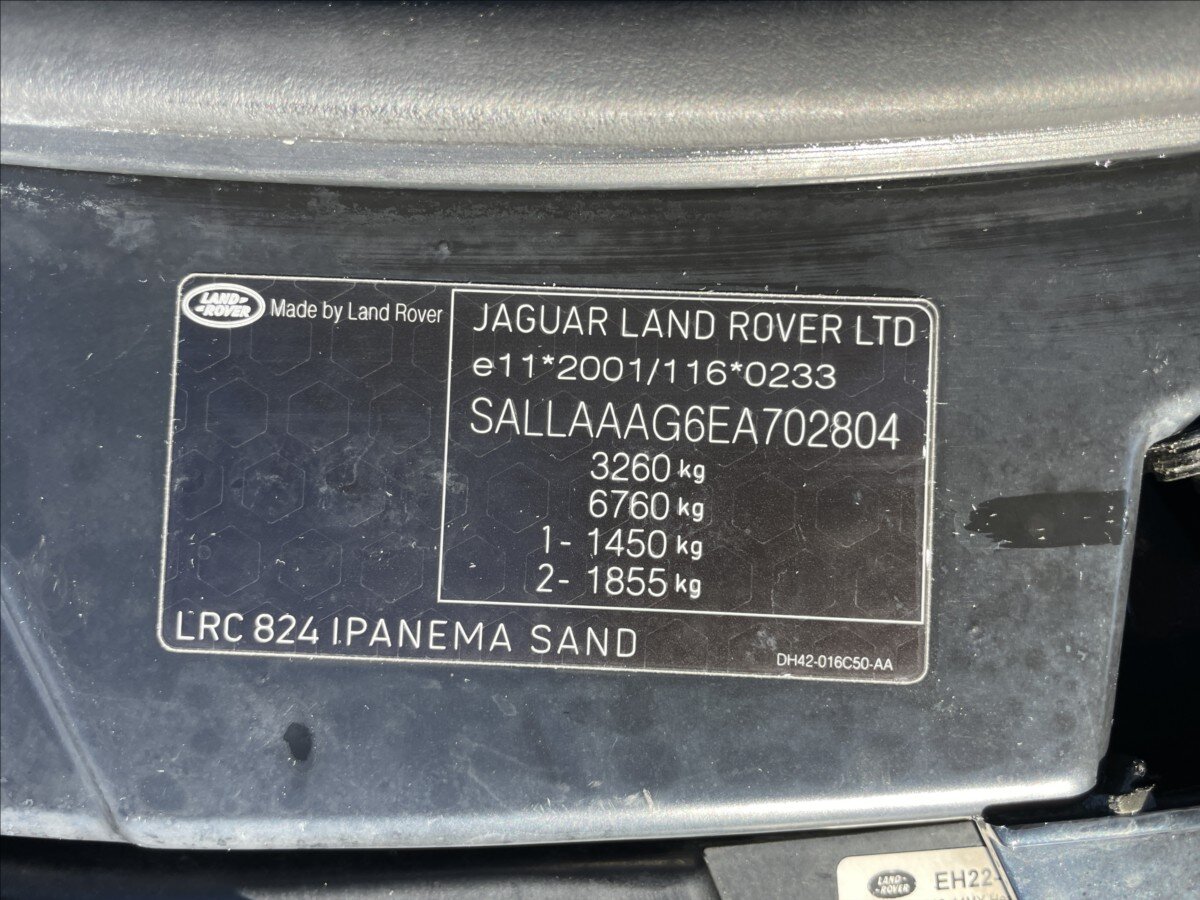 LAND-
-ROVER
Made by Land Rover
JAGUAR LAND ROVER LTD
e11*2001/116*0233
SALLAAAG6EA702804
3260 kg
6760 kg
1- 1450 kg
2- 1855 kg
LRC 824 IPANEMA SAND
DH42-016C50-AA
LAND-
-ROVER
EH22-